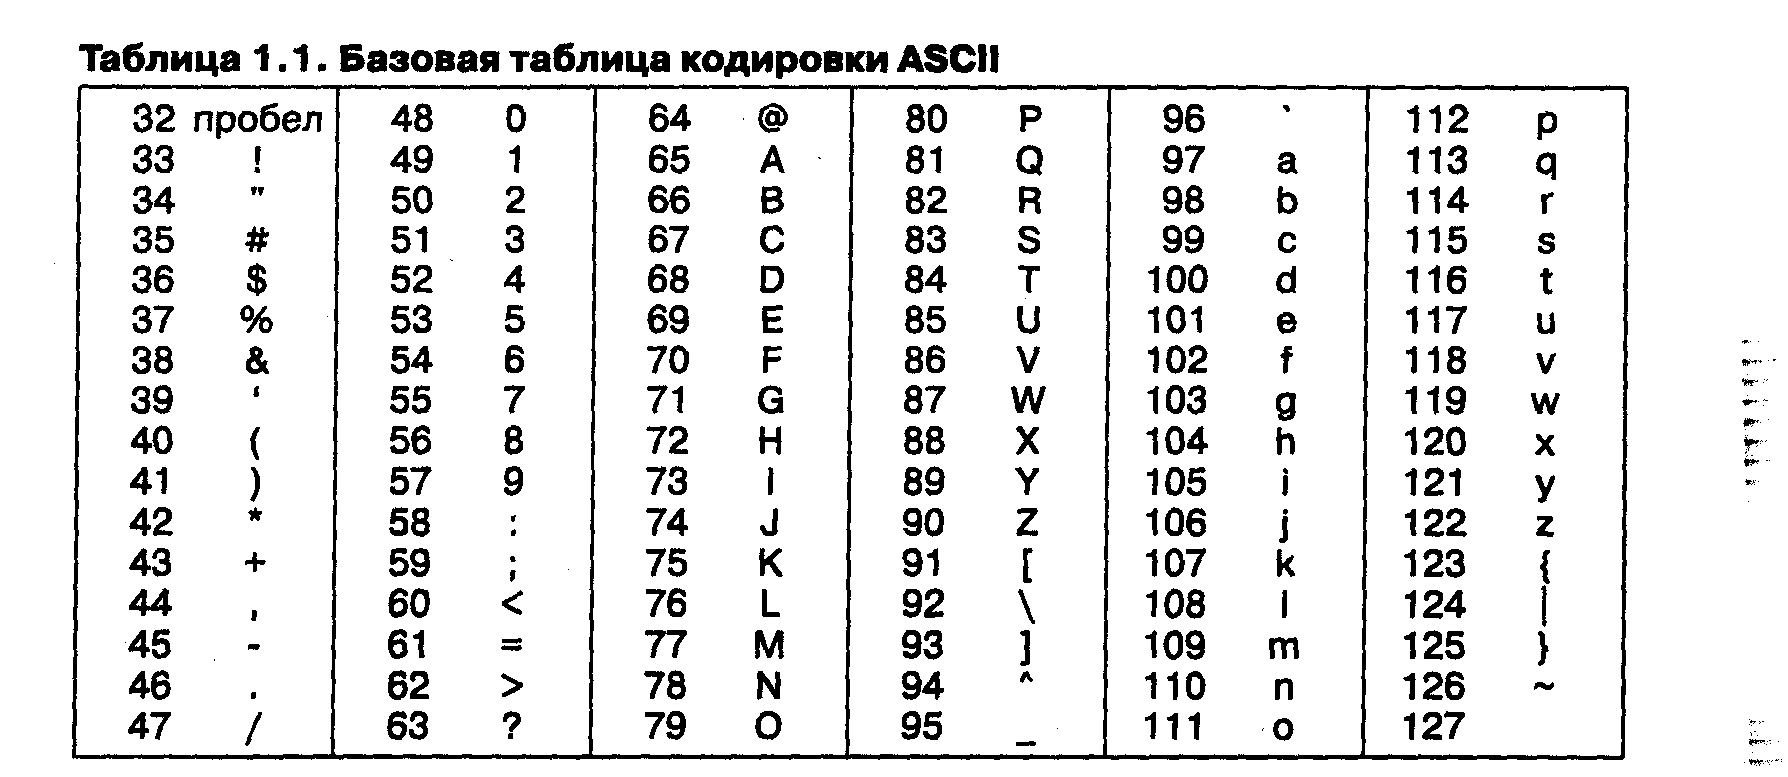 Таблица 1.1. Базовая таблица кодировки ASCII
32 пробел 48 0 64 @ 80 P 96 ` 112 p
33 ! 49 1 65 A 81 Q 97 a 113 q
34 " 50 2 66 B 82 R 98 b 114 r
35 # 51 3 67 C 83 S 99 c 115 s
36 $ 52 4 68 D 84 T 100 d 116 t
37 % 53 5 69 E 85 U 101 e 117 u
38 & 54 6 70 F 86 V 102 f 118 v
39 ‘ 55 7 71 G 87 W 103 g 119 w
40 ( 56 8 72 H 88 X 104 h 120 x
41 ) 57 9 73 I 89 Y 105 i 121 y
42 * 58 : 74 J 90 Z 106 j 122 z
43 + 59 ; 75 K 91 [ 107 k 123 {
44 , 60 < 76 L 92 \ 108 l 124 |
45 - 61 = 77 M 93 ] 109 m 125 }
46 . 62 > 78 N 94 ^ 110 n 126 ~
47 / 63 ? 79 O 95 _ 111 o 127